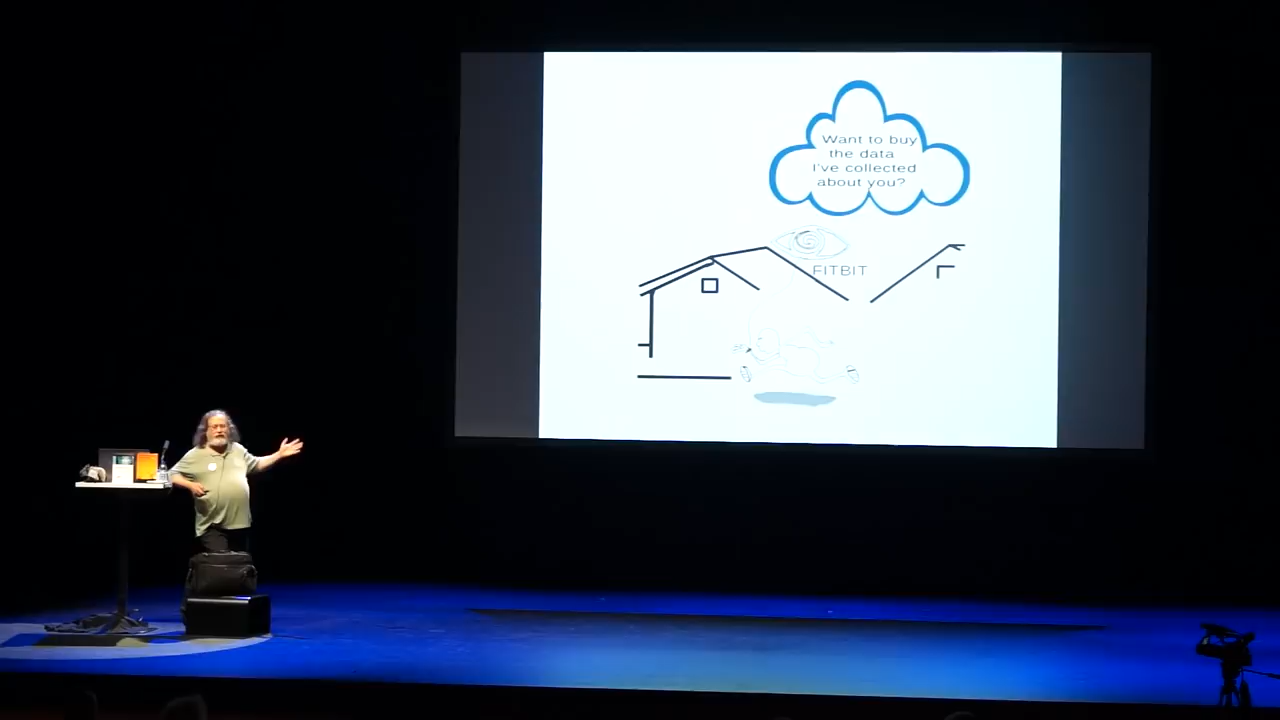 Want to buy
the data
I've collected
about you?
FITBIT